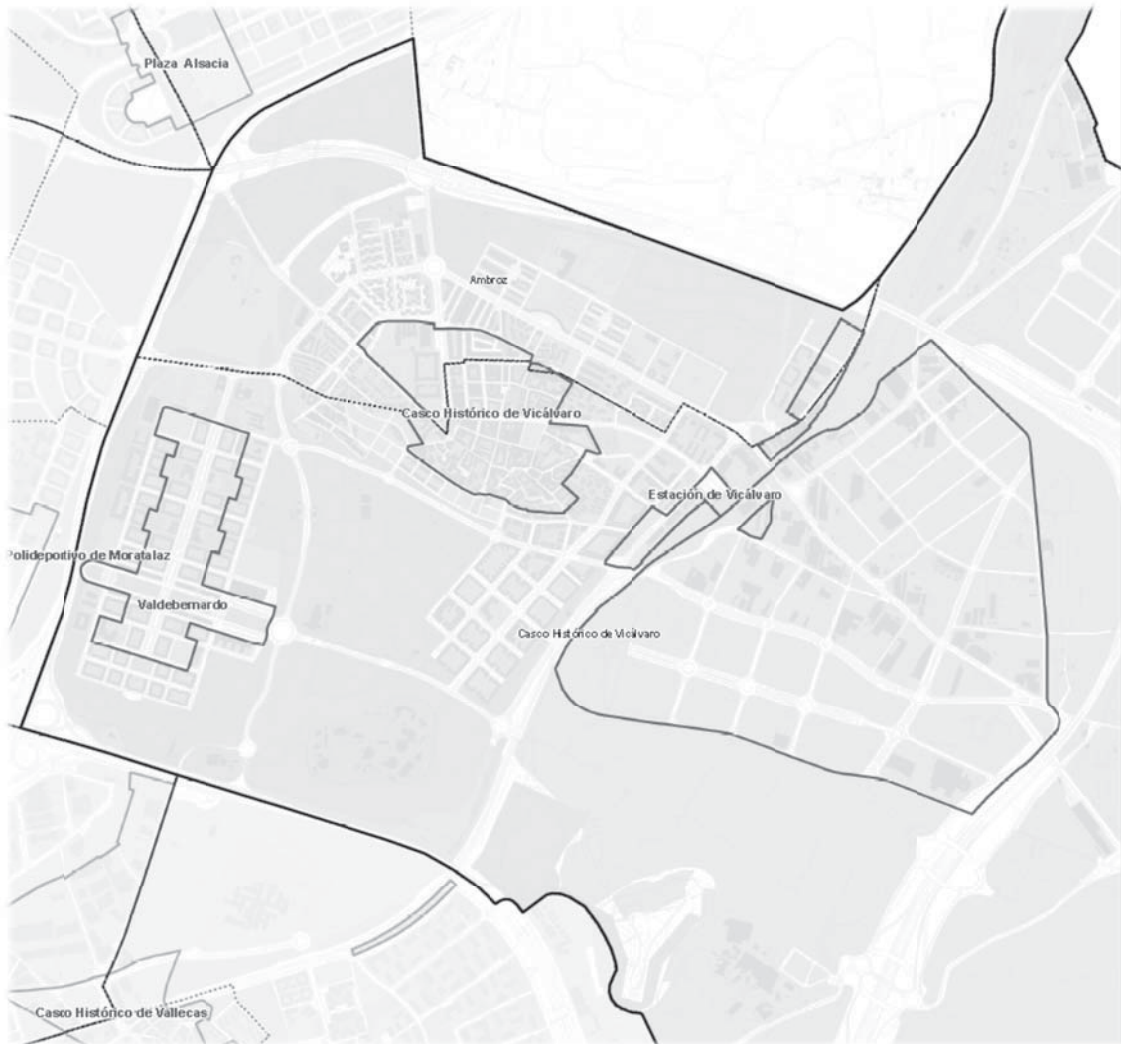 Plaza Alsacia
Ambroz
Casco Histórico de Vicálvaro
Estación de Vicálvaro
Polideportivo de Moratalaz
Valdebernardo
Casco Histórico de Vicálvaro
Casco Histórico de Vallecas